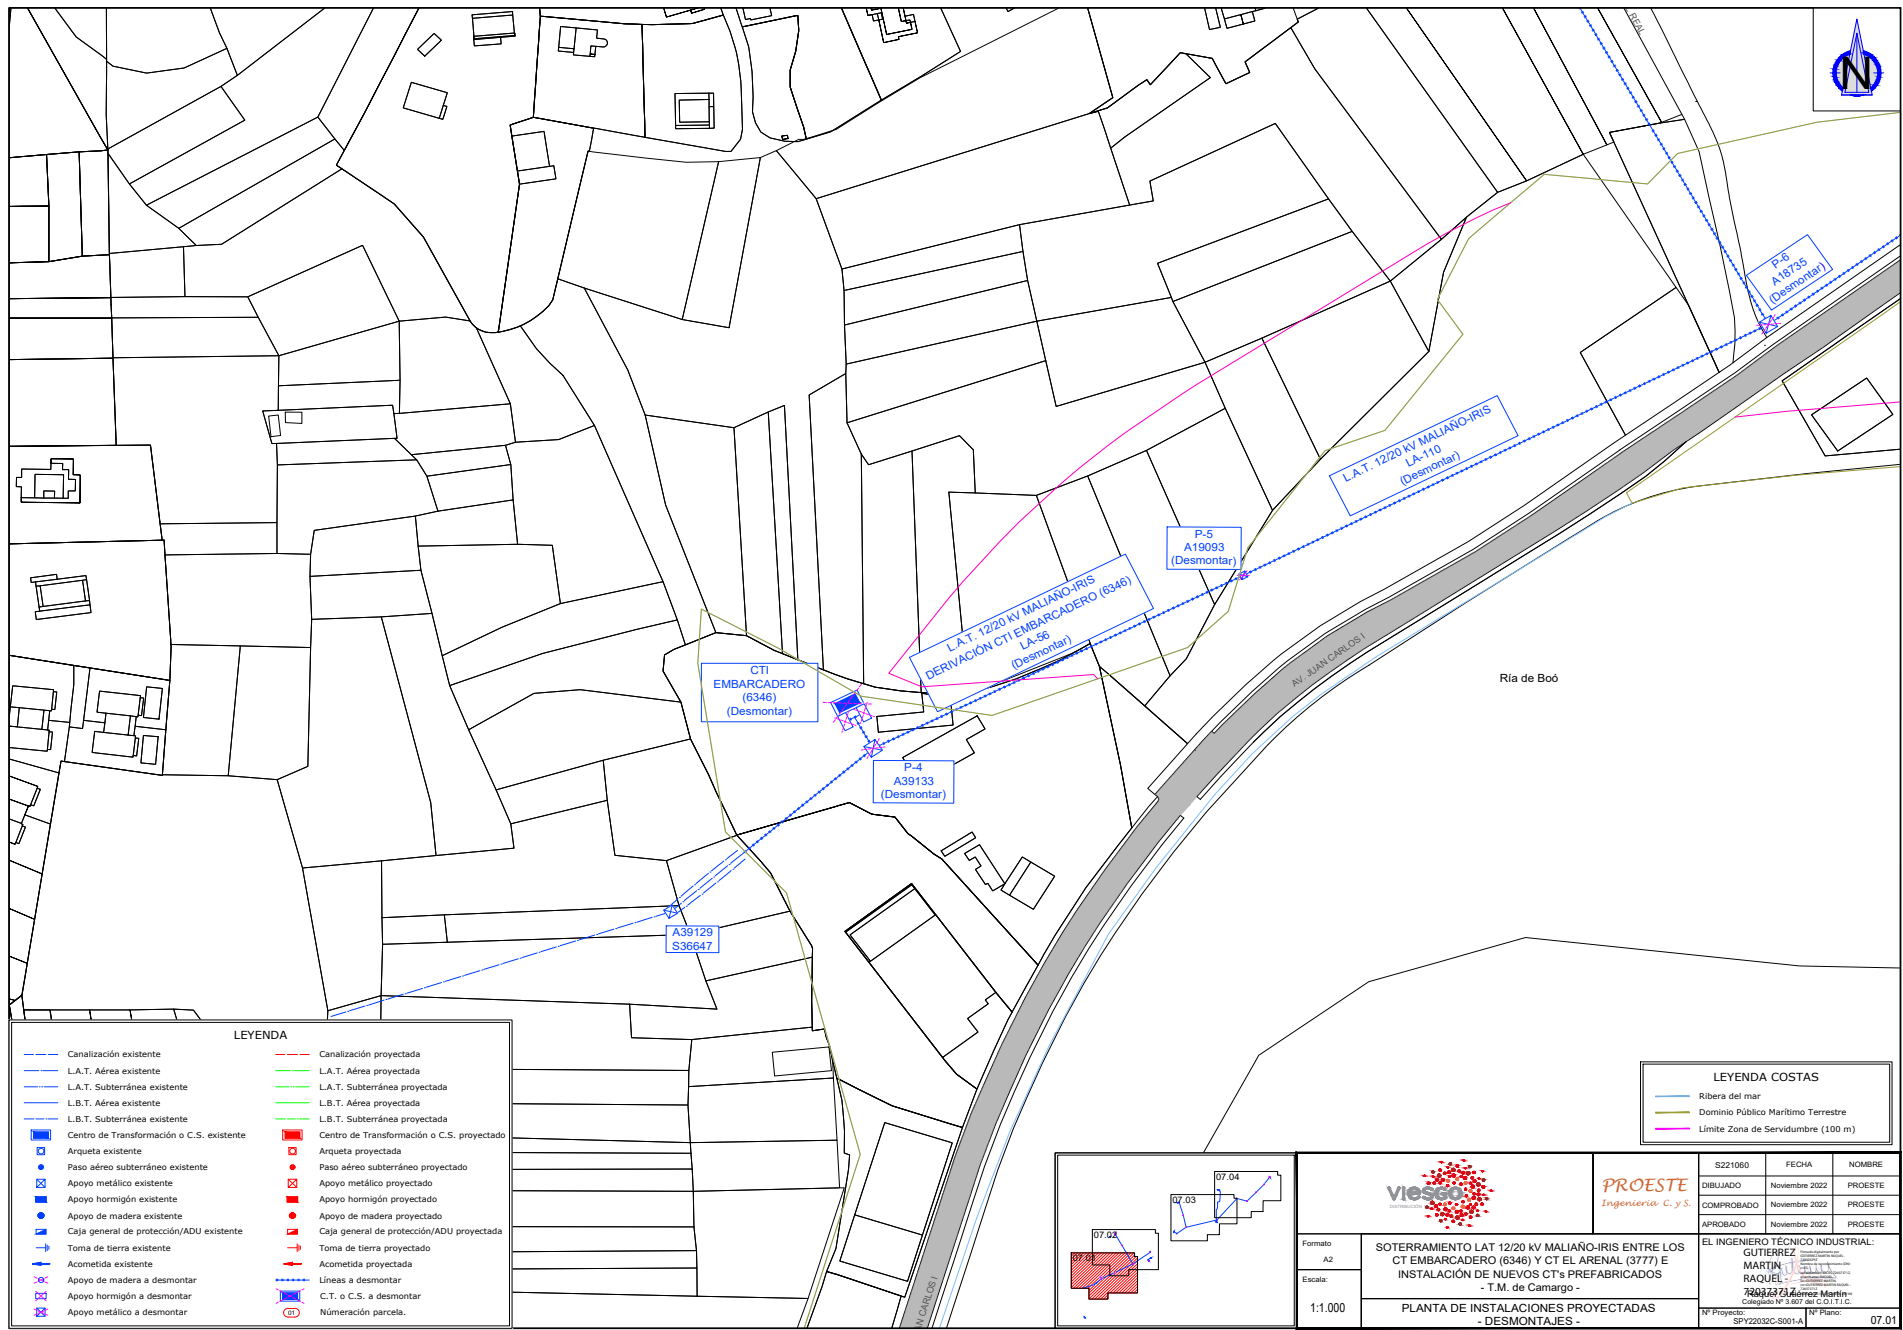 REAL
N
P-6
A18735
(Desmontar)
L.A.T. 12/20 kV MALIAÑO-IRIS
LA-110
(Desmontar)
P-5
A19093
(Desmontar)
L.A.T. 12/20 kV MALIAÑO-IRIS
DERIVACIÓN CTI EMBARCADERO (6346)
LA-56
(Desmontar)
AV. JUAN CARLOS I
Ría de Boó
CTI
EMBARCADERO
(6346)
(Desmontar)
P-4
A39133
(Desmontar)
A39129
S36647
AN CARLOS I
LEYENDA
Canalización existente
L.A.T. Aérea existente
L.A.T. Subterránea existente
L.B.T. Aérea existente
L.B.T. Subterránea existente
Centro de Transformación o C.S. existente
Arqueta existente
Paso aéreo subterráneo existente
Apoyo metálico existente
Apoyo hormigón existente
Apoyo de madera existente
Caja general de protección/ADU existente
Toma de tierra existente
Acometida existente
Apoyo de madera a desmontar
Apoyo hormigón a desmontar
Apoyo metálico a desmontar
Canalización proyectada
L.A.T. Aérea proyectada
L.A.T. Subterránea proyectada
L.B.T. Aérea proyectada
L.B.T. Subterránea proyectada
Centro de Transformación o C.S. proyectado
Arqueta proyectada
Paso aéreo subterráneo proyectado
Apoyo metálico proyectado
Apoyo hormigón proyectado
Apoyo de madera proyectado
Caja general de protección/ADU proyectada
Toma de tierra proyectado
Acometida proyectada
Líneas a desmontar
C.T. o C.S. a desmontar
01 Númeración parcela.
LEYENDA COSTAS
Ribera del mar
Dominio Público Marítimo Terrestre
Límite Zona de Servidumbre (100 m)
07.04
07.03
07.02
07.01
viesgo
DISTRIBUCIÓN
PROESTE
Ingeniería C. y S.
S221060 FECHA NOMBRE
DIBUJADO Noviembre 2022 PROESTE
COMPROBADO Noviembre 2022 PROESTE
APROBADO Noviembre 2022 PROESTE
Formato
A2
Escala:
1:1.000
SOTERRAMIENTO LAT 12/20 kV MALIAÑO-IRIS ENTRE LOS
CT EMBARCADERO (6346) Y CT EL ARENAL (3777) E
INSTALACIÓN DE NUEVOS CT's PREFABRICADOS
- T.M. de Camargo -
PLANTA DE INSTALACIONES PROYECTADAS
- DESMONTAJES -
EL INGENIERO TÉCNICO INDUSTRIAL:
GUTIERREZ
MARTIN
RAQUEL -
Raquel Gutiérrez Martín
Colegiado Nº 3.607 del C.O.I.T.I.C.
Nº Proyecto:
SPY22032C-S001-A
Nº Plano:
07.01